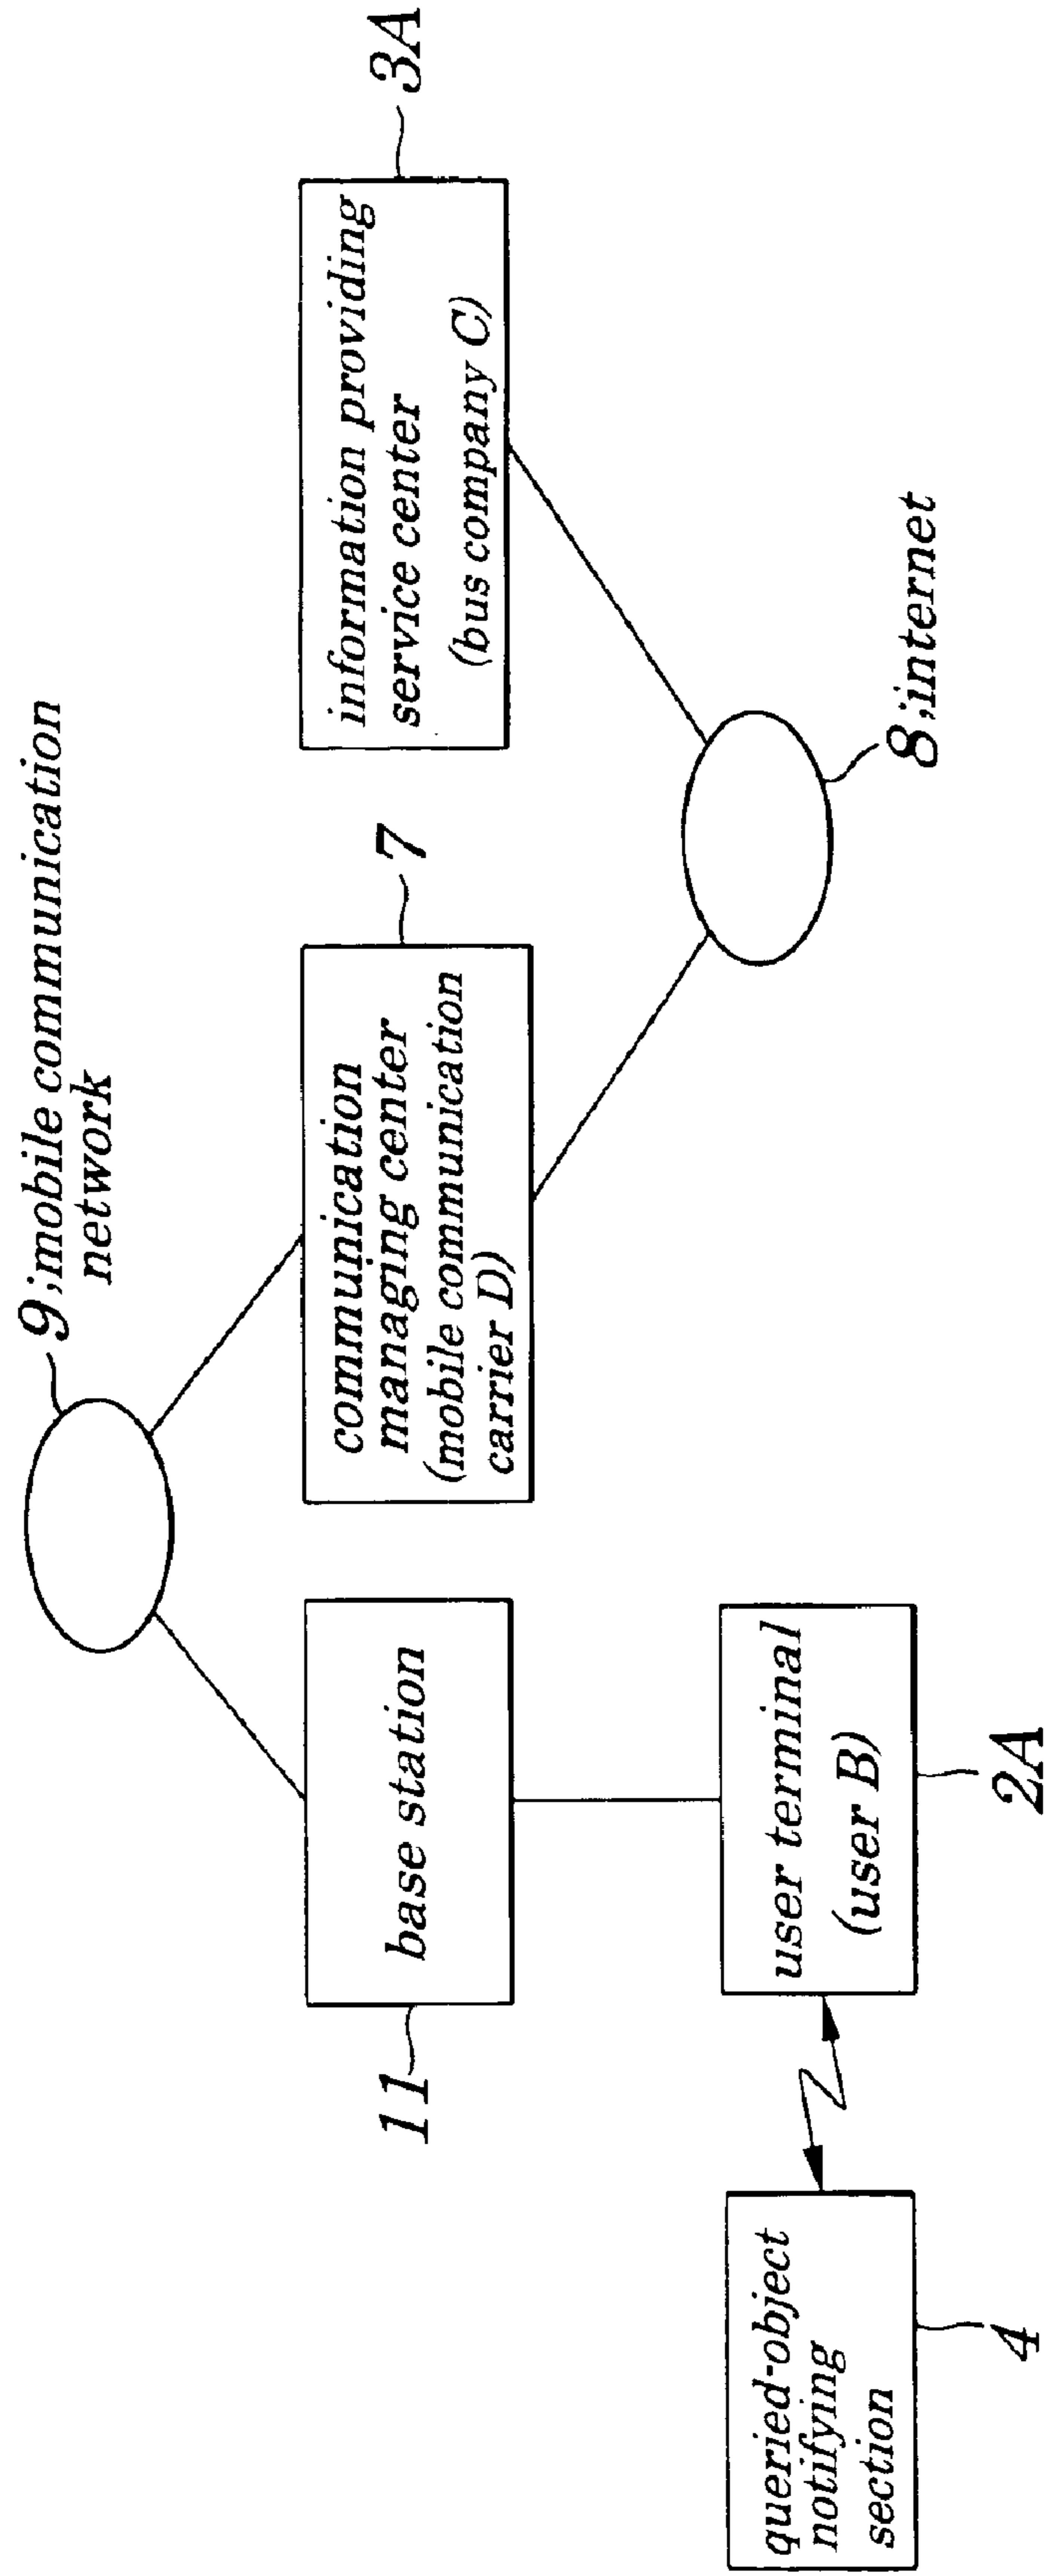 9;mobile communication
network
11
base station
communication
managing center
(mobile communication
carrier D)
7
information providing
service center
(bus company C)
3A
queried-object
notifying
section
4
user terminal
(user B)
2A
8;internet